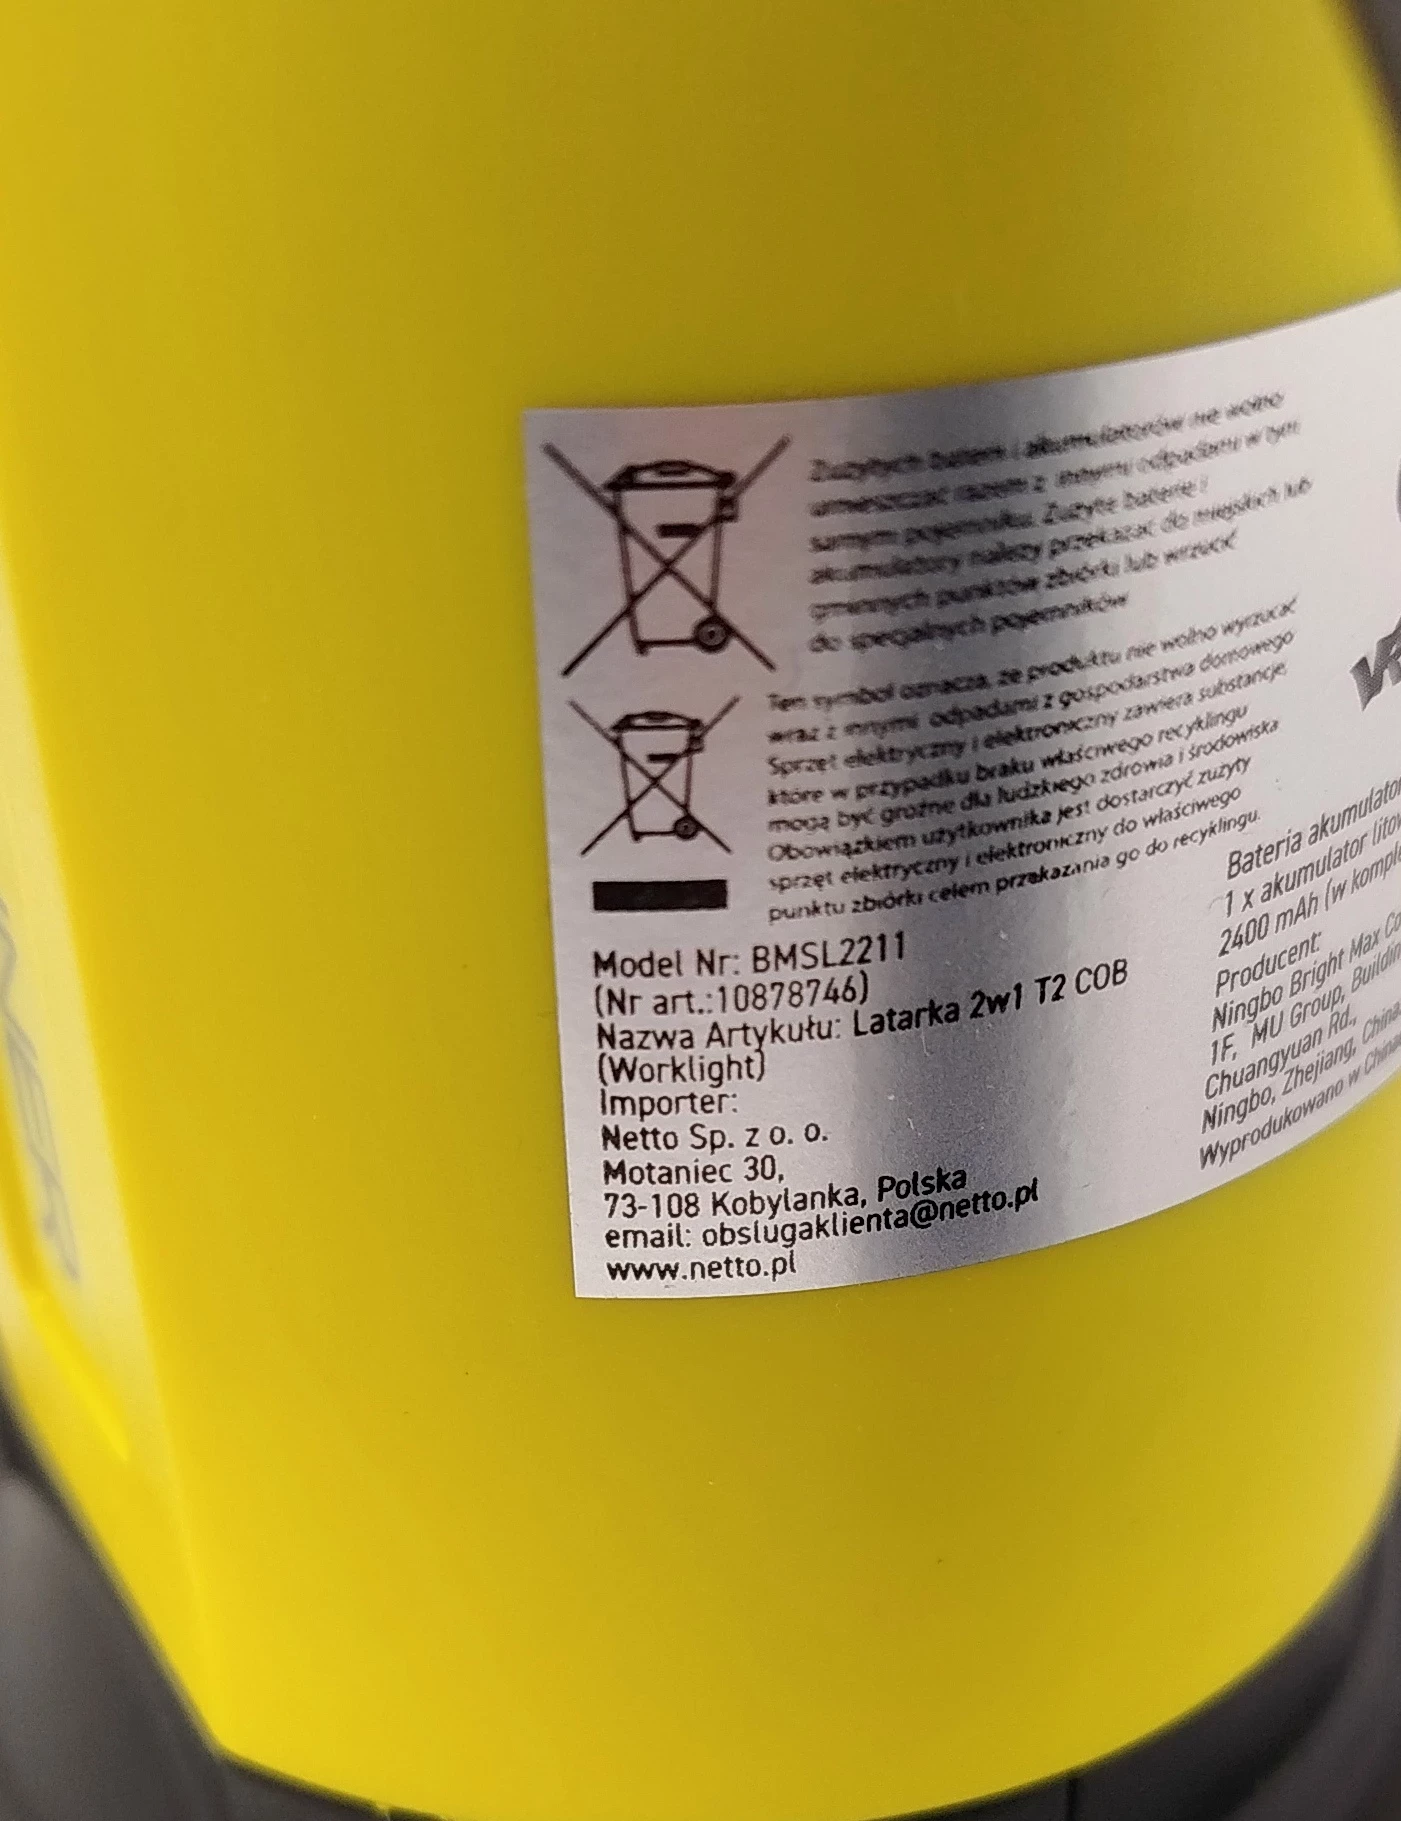 Zużytych baterii i akumulatorów nie wolno
umieszczać razem z innymi odpadami w tym
samym pojemniku. Zużyte baterie i
akumulatory należy przekazać do miejskich lub
gminnych punktów zbiórki lub wrzucić
do specjalnych pojemników
Ten symbol oznacza, że produktu nie wolno wyrzucać
wraz z innymi odpadami z gospodarstwa domowego
Sprzęt elektryczny i elektroniczny zawiera substancje,
które w przypadku braku właściwego recyklingu
mogą być groźne dla ludzkiego zdrowia i środowiska
Obowiązkiem użytkownika jest dostarczyć zużyty
sprzęt elektryczny i elektroniczny do właściwego
punktu zbiórki celem przekazania go do recyklingu.
Model Nr: BMSL2211
(Nr art.:10878746)
Nazwa Artykułu: Latarka 2w1 T2 COB
(Worklight)
Importer:
Netto Sp. z o. o.
Motaniec 30,
73-108 Kobylanka, Polska
email: obslugaklienta@netto.pl
www.netto.pl
Bateria akumulator
1 x akumulator lito
2400 mAh (w komple
Producent:
Ningbo Bright Max Co
1F, MU Group, Buildin
Chuangyuan Rd.,
Ningbo, Zhejiang, China
Wyprodukowano w China